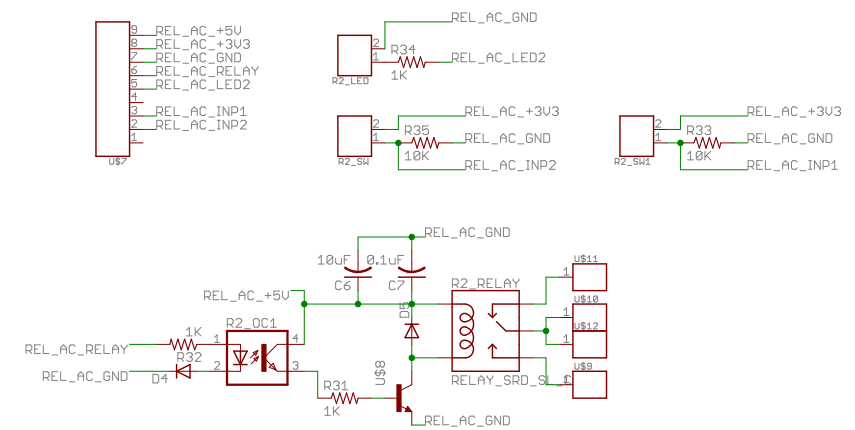 9 REL_AC_+5V
8 REL_AC_+3V3
7 REL_AC_GND
6 REL_AC_RELAY
5 REL_AC_LED2
4
3 REL_AC_INP1
2 REL_AC_INP2
1
U$7
REL_AC_GND
2
R34
1 REL_AC_LED2
1K
R2_LED
REL_AC_+3V3
2
R35
1 REL_AC_GND
10K
R2_SW
REL_AC_INP2
REL_AC_+3V3
2
R33
1 REL_AC_GND
10K
R2_SW1
REL_AC_INP1
REL_AC_GND
10uF 0.1uF
C6 C7
REL_AC_+5V
R2_RELAY
D5
U$11
1
U$10
1
U$12
1
U$9
1
R2_OC1
1K
1 4
REL_AC_RELAY
R32
2 3
REL_AC_GND
D4
U$8
R31
1K
RELAY_SRD_SL_C
REL_AC_GND